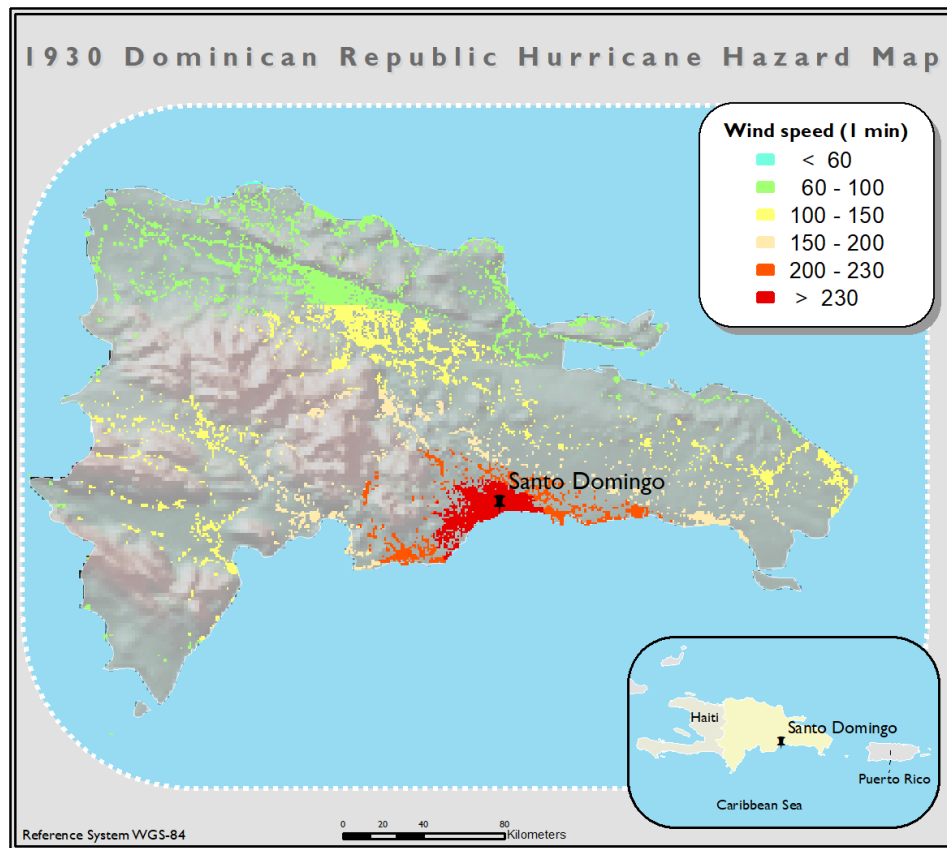 1930 Dominican Republic Hurricane Hazard Map
Wind speed (1 min)
< 60
60 - 100
100 - 150
150 - 200
200 - 230
> 230
Santo Domingo
Haiti
Santo Domingo
Puerto Rico
Caribbean Sea
Reference System WGS-84
0 20 40 80
Kilometers